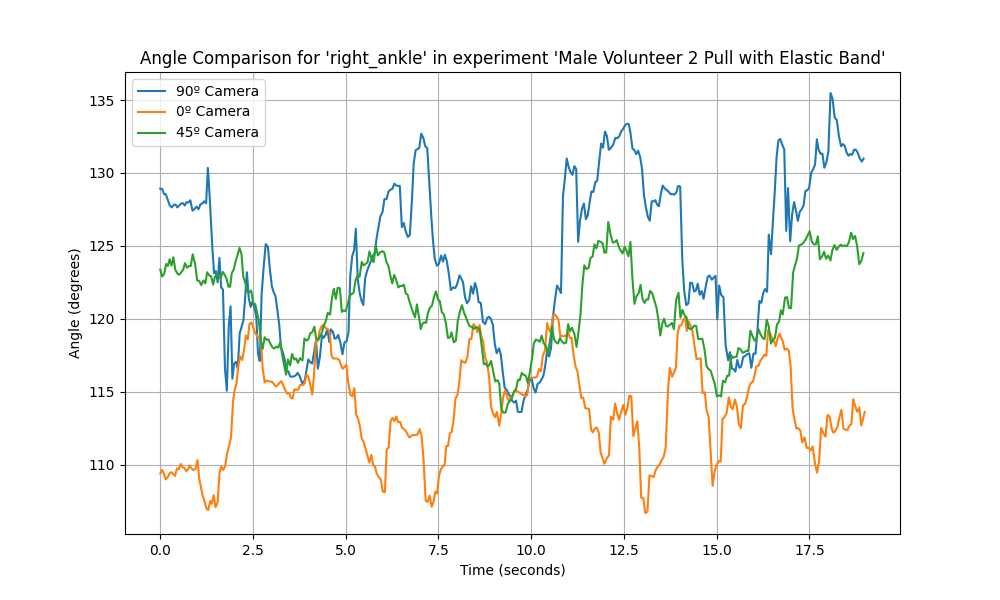 Angle Comparison for 'right_ankle' in experiment 'Male Volunteer 2 Pull with Elastic Band'
90º Camera
0º Camera
45º Camera
135
130
125
120
115
110
Angle (degrees)
0.0 2.5 5.0 7.5 10.0 12.5 15.0 17.5
Time (seconds)